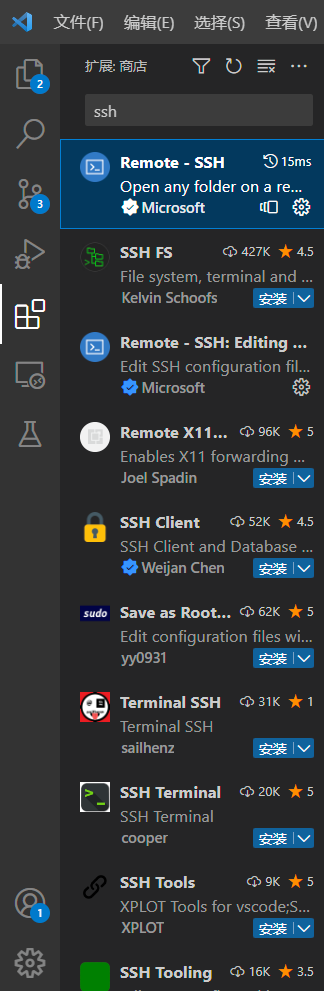 文件(F) 编辑(E) 选择(S) 查看(V)
扩展: 商店
2
ssh
Remote - SSH 15ms
Open any folder on a re...
Microsoft
3
SSH FS 427K 4.5
File system, terminal and ...
Kelvin Schoofs 安装
Remote - SSH: Editing ...
Edit SSH configuration fil...
Microsoft
Remote X11... 96K 5
Enables X11 forwarding ...
Joel Spadin 安装
SSH Client 52K 4.5
SSH Client and Database ...
Weijan Chen 安装
sudo
Save as Root... 62K 5
Edit configuration files wi...
yy0931 安装
Terminal SSH 31K 1
Terminal SSH
sailhenz 安装
SSH Terminal 20K 5
SSH Terminal
cooper 安装
SSH Tools 9K 5
XPLOT Tools for vscode;S...
XPLOT 安装
1
SSH Tooling 16K 3.5